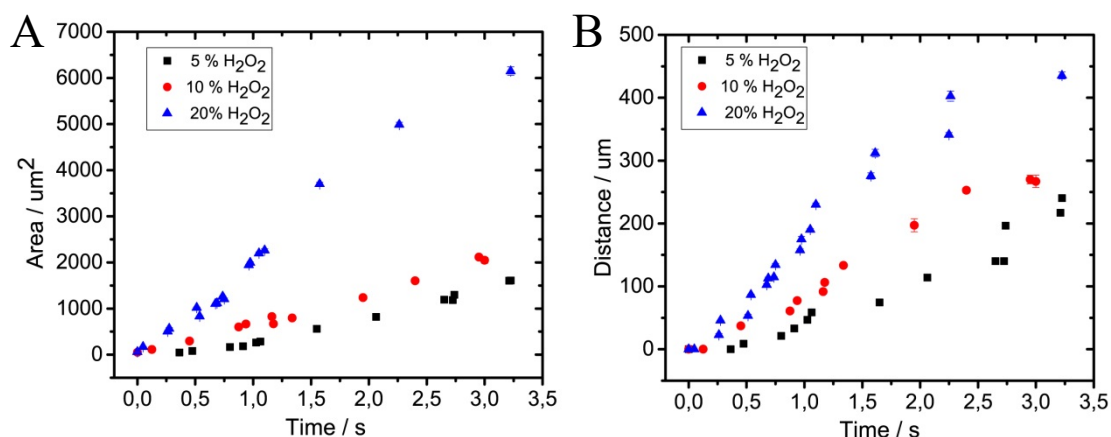 A
7000
6000
5000
4000
3000
2000
1000
0
Area / um²
5 % H₂O₂
10 % H₂O₂
20% H₂O₂
0,0 0,5 1,0 1,5 2,0 2,5 3,0 3,5
Time / s
B
500
400
300
200
100
0
Distance / um
5 % H₂O₂
10 % H₂O₂
20% H₂O₂
0,0 0,5 1,0 1,5 2,0 2,5 3,0 3,5
Time / s